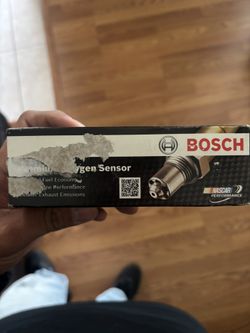 BOSCH
Oxygen Sensor
Fuel Economy
Performance
Exhaust Emissions
NASCAR
PERFORMANCE